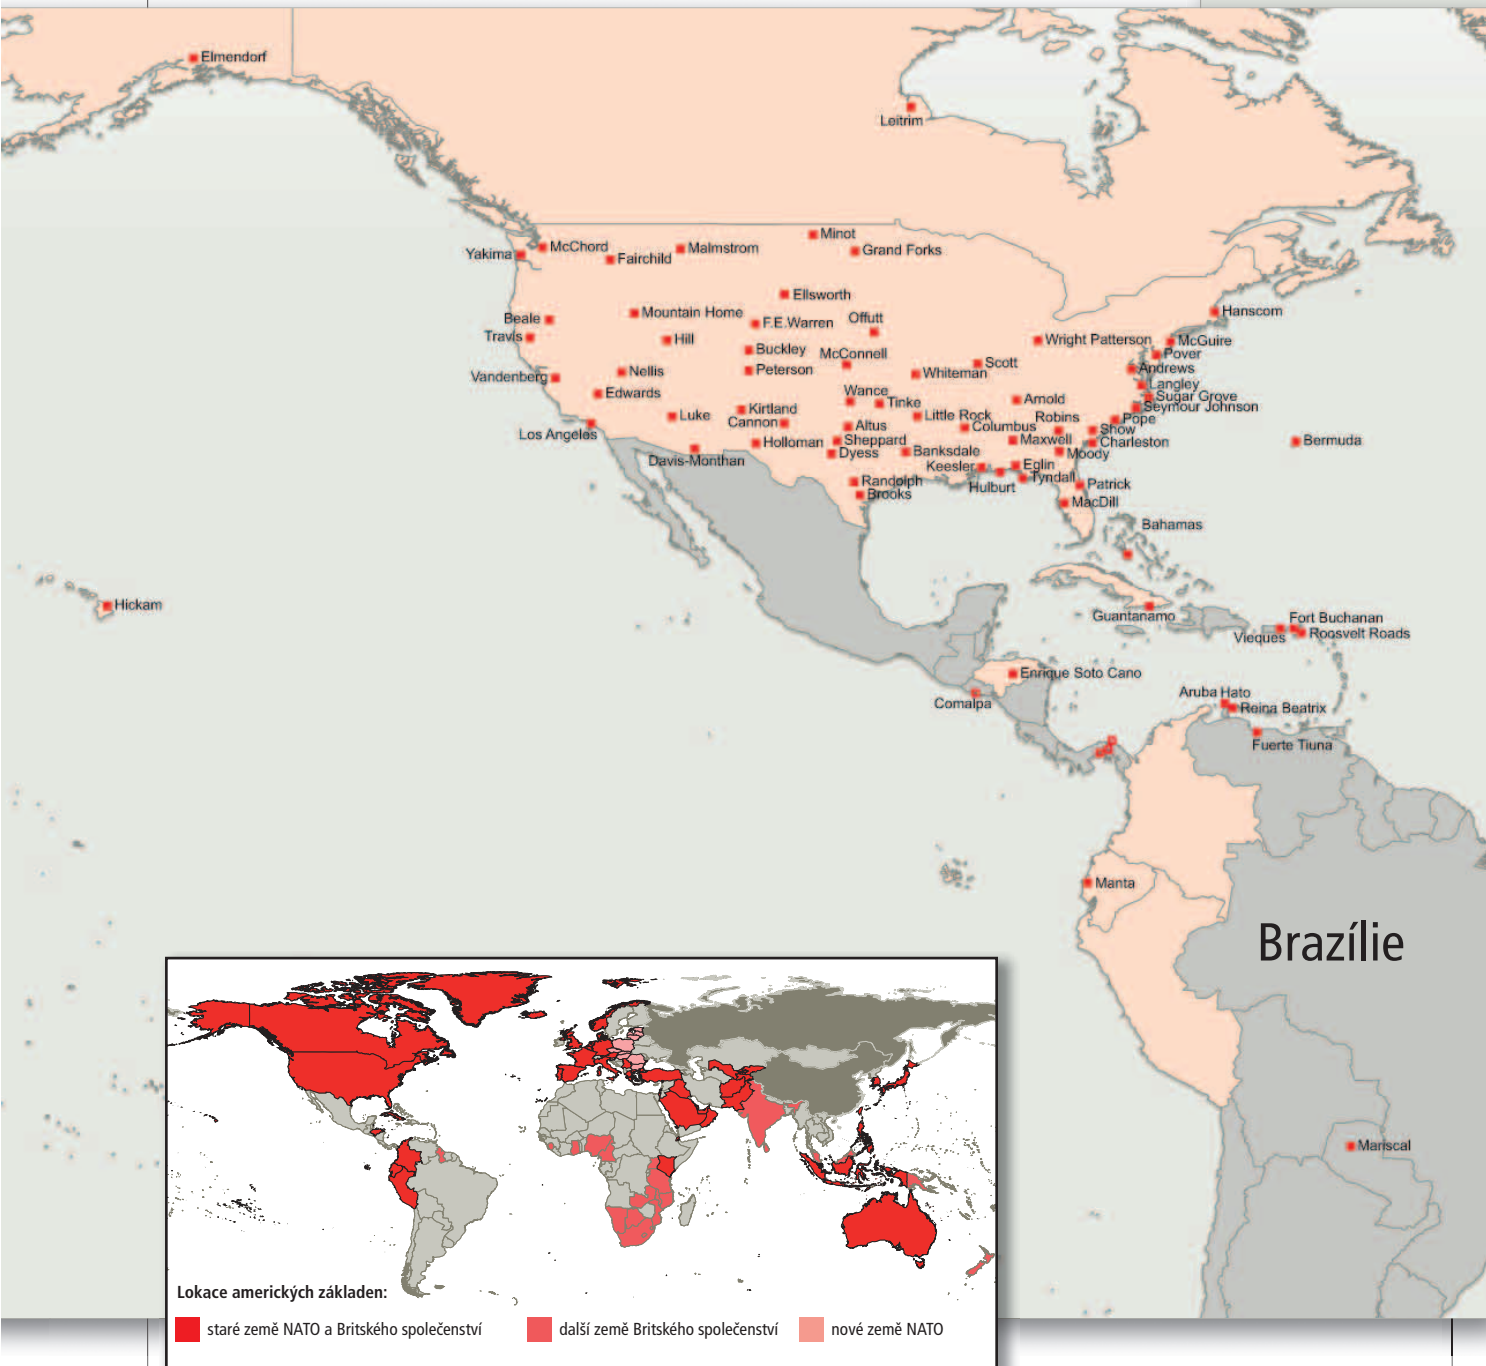 Elmendorf
Leitrim
Minot
McChord
Malmstrom
Grand Forks
Yakima
Fairchild
Ellsworth
Mountain Home
Hanscom
Beale
F.E.Warren
Offutt
Travis
Hill
Wright Patterson
McGuire
Buckley
McConnell
Pover
Scott
Andrews
Nellis
Peterson
Whiteman
Vandenberg
Langley
Edwards
Wance
Sugar Grove
Tinke
Arnold
Seymour Johnson
Luke
Kirtland
Little Rock
Robins
Pope
Cannon
Altus
Columbus
Show
Los Angeles
Holloman
Sheppard
Maxwell
Charleston
Bermuda
Dyess
Banksdale
Moody
Davis-Monthan
Keesler
Eglin
Tyndall
Randolph
Hulburt
Patrick
Brooks
MacDill
Bahamas
Hickam
Guantanamo
Fort Buchanan
Vieques
Roosvelt Roads
Enrique Soto Cano
Comalpa
Aruba Hato
Reina Beatrix
Fuerte Tiuna
Manta
Brazílie
Mariscal
Lokace amerických základen:
staré země NATO a Britského společenství
další země Britského společenství
nové země NATO